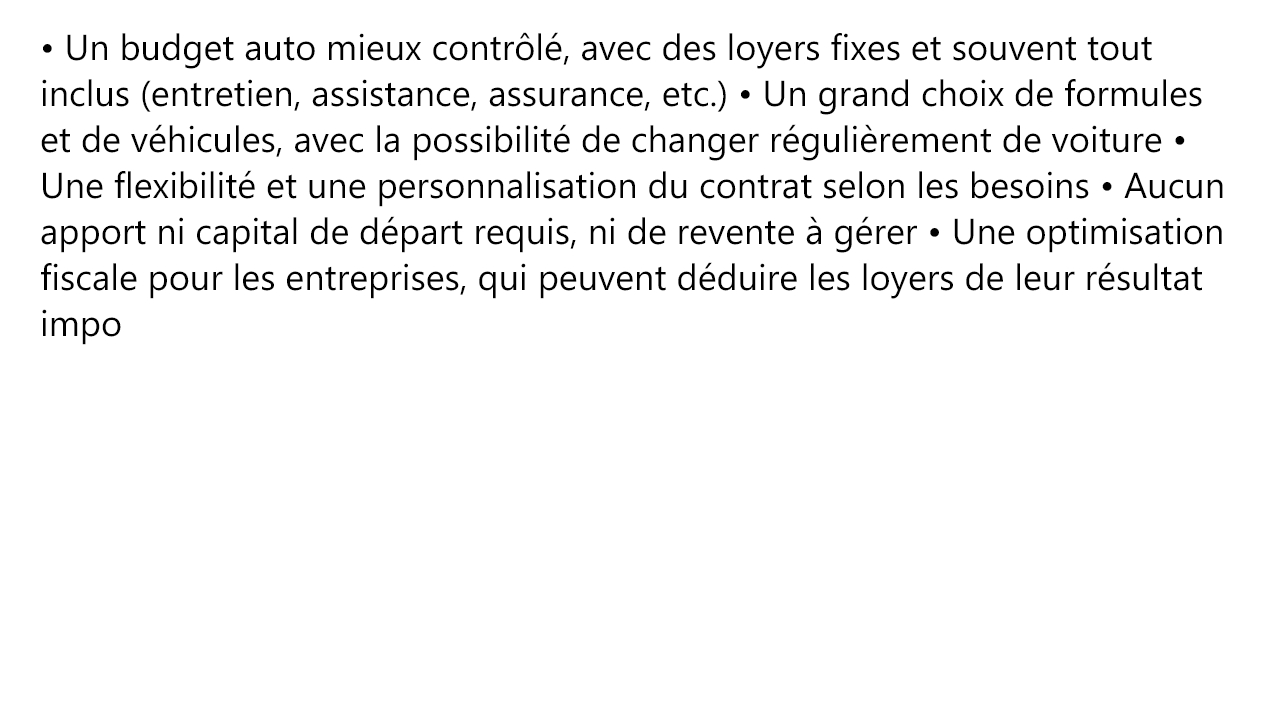 • Un budget auto mieux contrôlé, avec des loyers fixes et souvent tout
inclus (entretien, assistance, assurance, etc.) • Un grand choix de formules
et de véhicules, avec la possibilité de changer régulièrement de voiture •
Une flexibilité et une personnalisation du contrat selon les besoins • Aucun
apport ni capital de départ requis, ni de revente à gérer • Une optimisation
fiscale pour les entreprises, qui peuvent déduire les loyers de leur résultat
impo